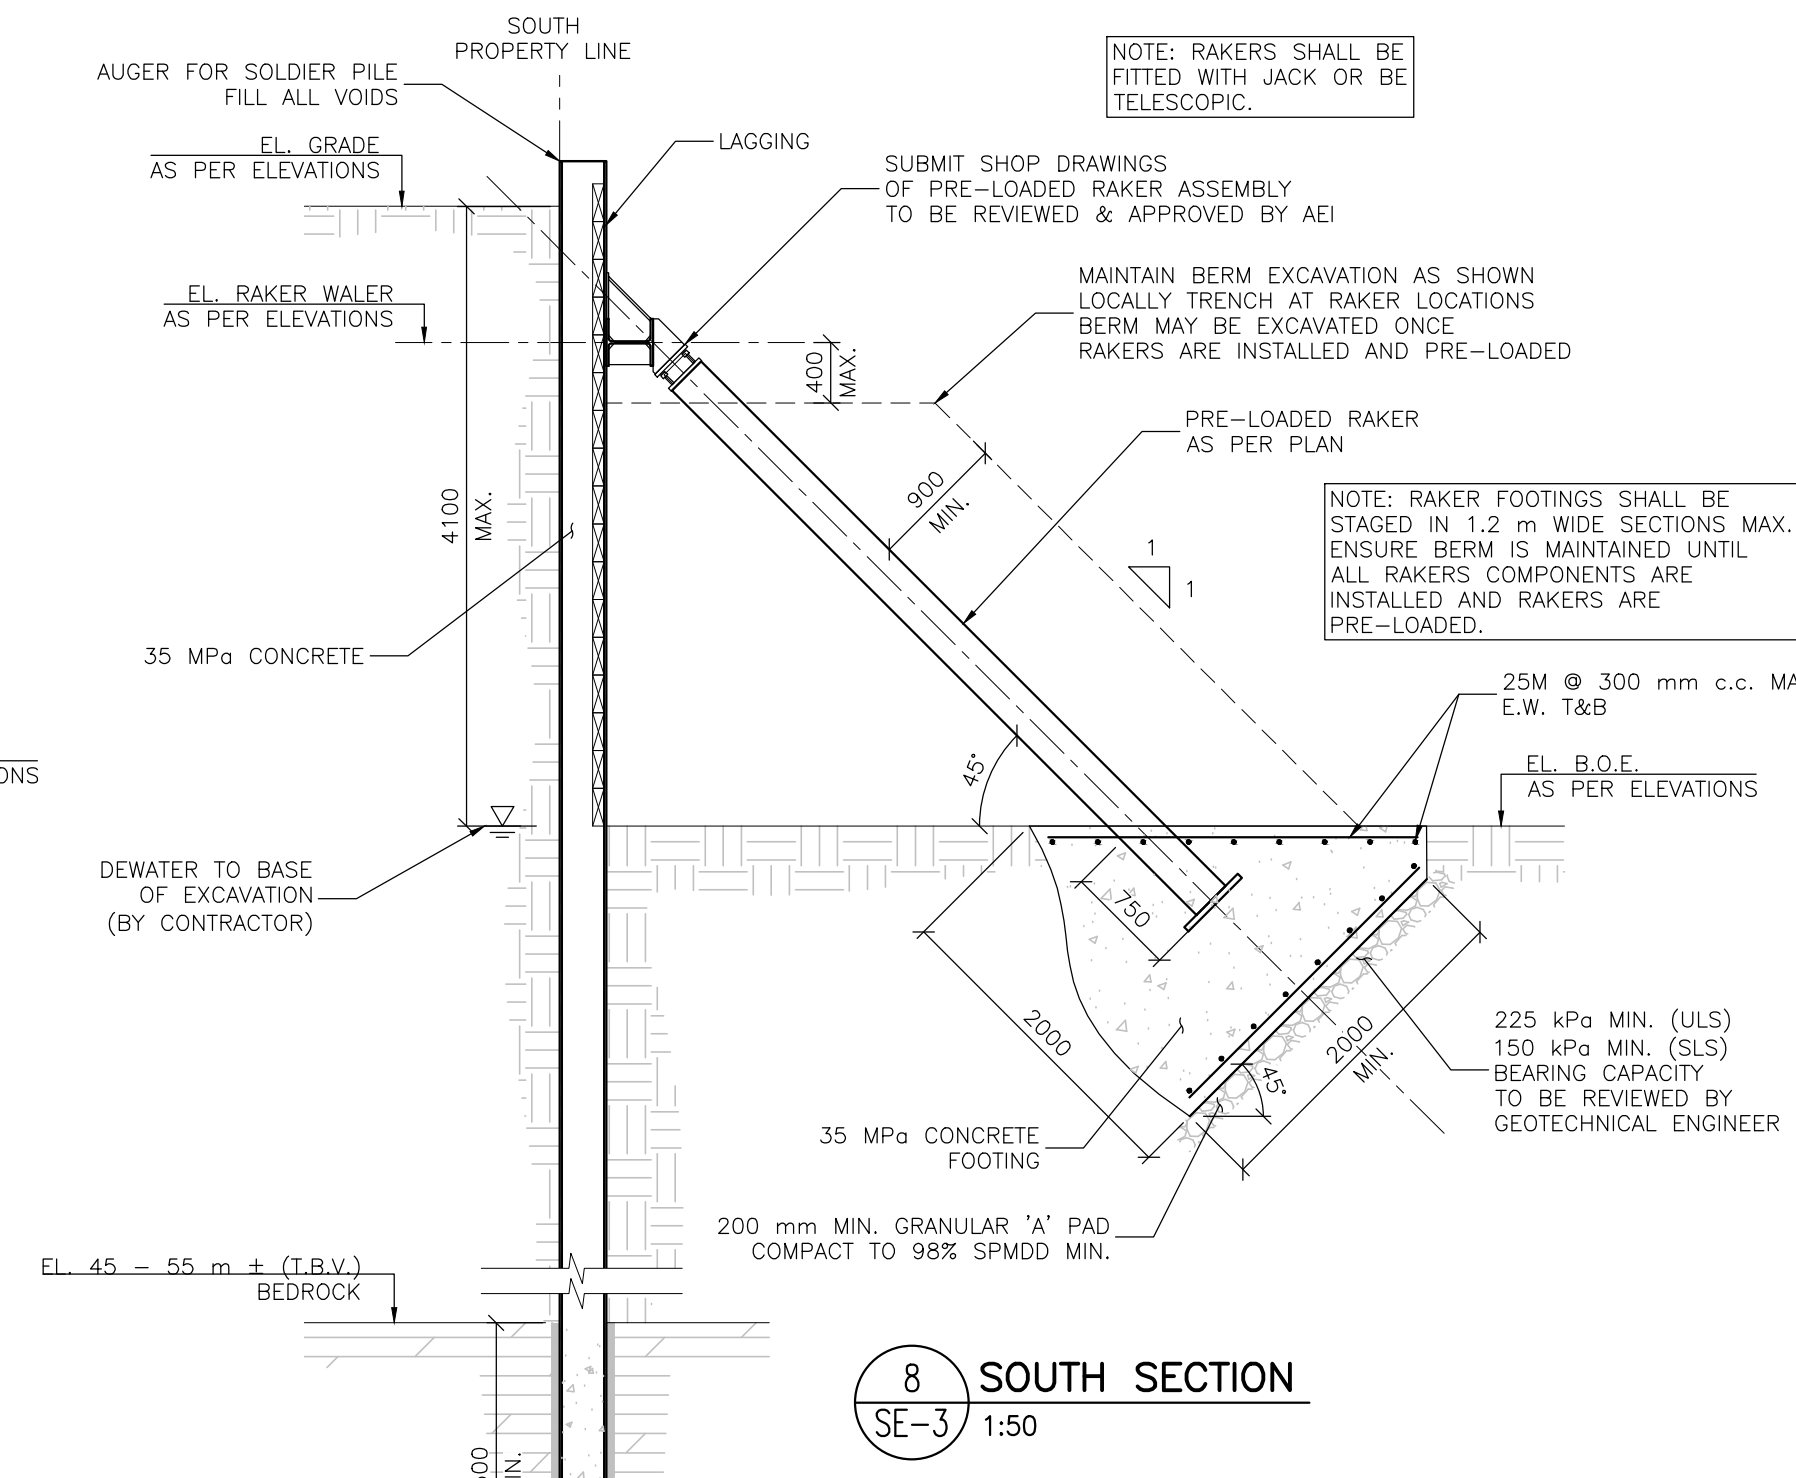 SOUTH
PROPERTY LINE
AUGER FOR SOLDIER PILE
FILL ALL VOIDS
EL. GRADE
AS PER ELEVATIONS
LAGGING
NOTE: RAKERS SHALL BE
FITTED WITH JACK OR BE
TELESCOPIC.
SUBMIT SHOP DRAWINGS
OF PRE-LOADED RAKER ASSEMBLY
TO BE REVIEWED & APPROVED BY AEI
EL. RAKER WALER
AS PER ELEVATIONS
MAINTAIN BERM EXCAVATION AS SHOWN
LOCALLY TRENCH AT RAKER LOCATIONS
BERM MAY BE EXCAVATED ONCE
RAKERS ARE INSTALLED AND PRE-LOADED
400
MAX.
PRE-LOADED RAKER
AS PER PLAN
900
MIN.
4100
MAX.
NOTE: RAKER FOOTINGS SHALL BE
STAGED IN 1.2 m WIDE SECTIONS MAX.
ENSURE BERM IS MAINTAINED UNTIL
ALL RAKERS COMPONENTS ARE
INSTALLED AND RAKERS ARE
PRE-LOADED.
1
1
35 MPa CONCRETE
25M @ 300 mm c.c. MA
E.W. T&B
45°
EL. B.O.E.
AS PER ELEVATIONS
ONS
DEWATER TO BASE
OF EXCAVATION
(BY CONTRACTOR)
750
2000
2000
MIN.
45°
225 kPa MIN. (ULS)
150 kPa MIN. (SLS)
BEARING CAPACITY
TO BE REVIEWED BY
GEOTECHNICAL ENGINEER
35 MPa CONCRETE
FOOTING
200 mm MIN. GRANULAR 'A' PAD
COMPACT TO 98% SPMDD MIN.
EL. 45 - 55 m ± (T.B.V.)
BEDROCK
8
SE-3
SOUTH SECTION
1:50